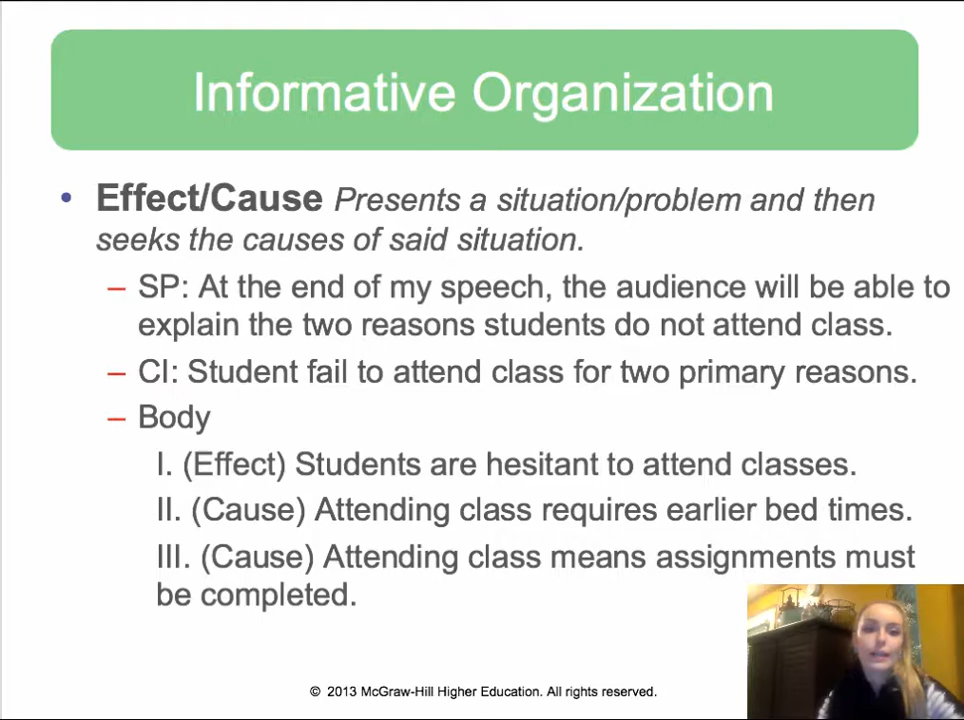 Informative Organization
• Effect/Cause Presents a situation/problem and then
seeks the causes of said situation.
– SP: At the end of my speech, the audience will be able to
explain the two reasons students do not attend class.
– CI: Student fail to attend class for two primary reasons.
– Body
I. (Effect) Students are hesitant to attend classes.
II. (Cause) Attending class requires earlier bed times.
III. (Cause) Attending class means assignments must
be completed.
© 2013 McGraw-Hill Higher Education. All rights reserved.